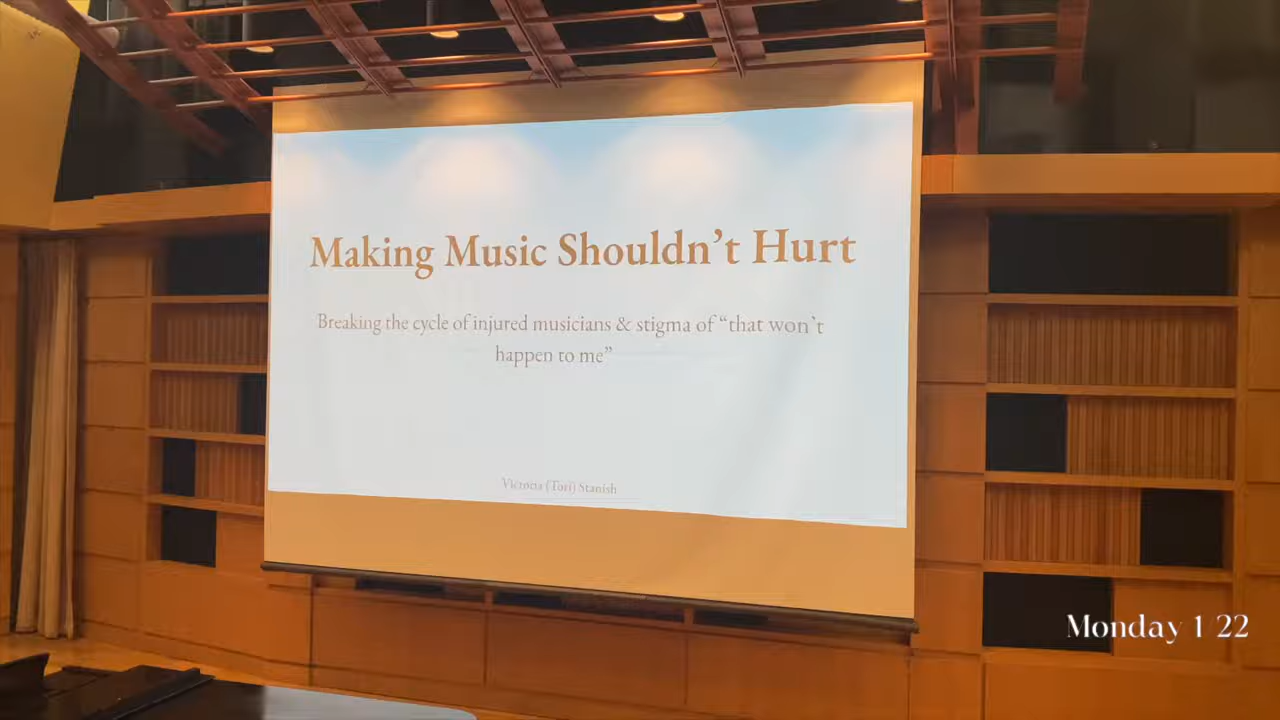 Making Music Shouldn't Hurt
Breaking the cycle of injured musicians & stigma of “that won`t
happen to me”
Victoria (Tori) Stanish
Monday 1 22